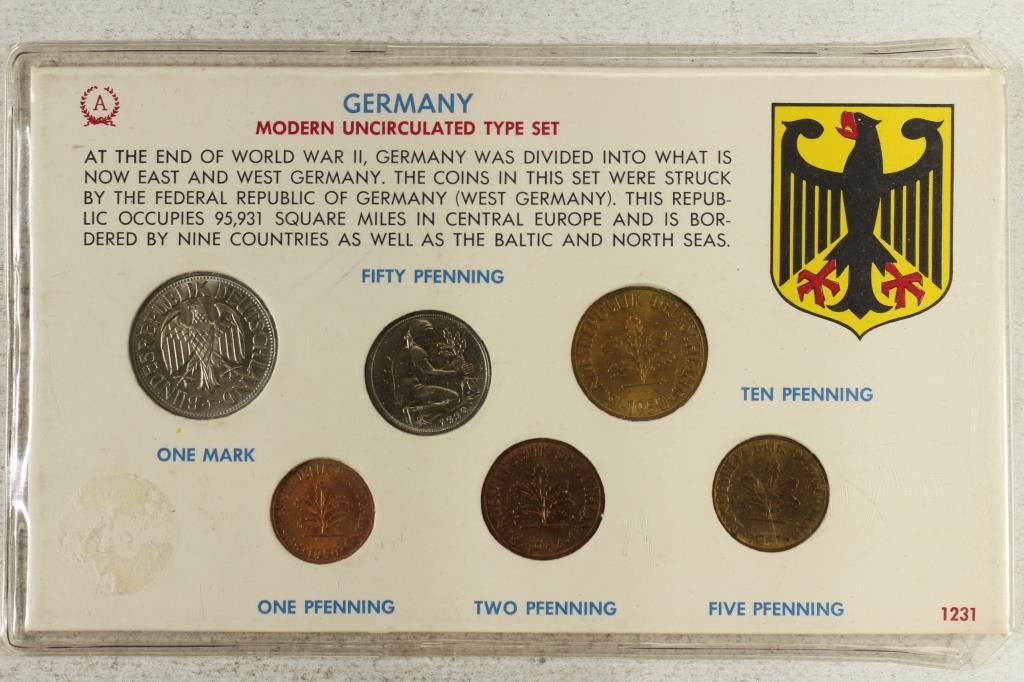 A
GERMANY
MODERN UNCIRCULATED TYPE SET
AT THE END OF WORLD WAR II, GERMANY WAS DIVIDED INTO WHAT IS
NOW EAST AND WEST GERMANY. THE COINS IN THIS SET WERE STRUCK
BY THE FEDERAL REPUBLIC OF GERMANY (WEST GERMANY). THIS REPUB-
LIC OCCUPIES 95,931 SQUARE MILES IN CENTRAL EUROPE AND IS BOR-
DERED BY NINE COUNTRIES AS WELL AS THE BALTIC AND NORTH SEAS.
FIFTY PFENNING
BUNDESREPUBLIK DEUTSCHLAND
1950
TEN PFENNING
ONE MARK
1950
ONE PFENNING
TWO PFENNING
FIVE PFENNING
1231